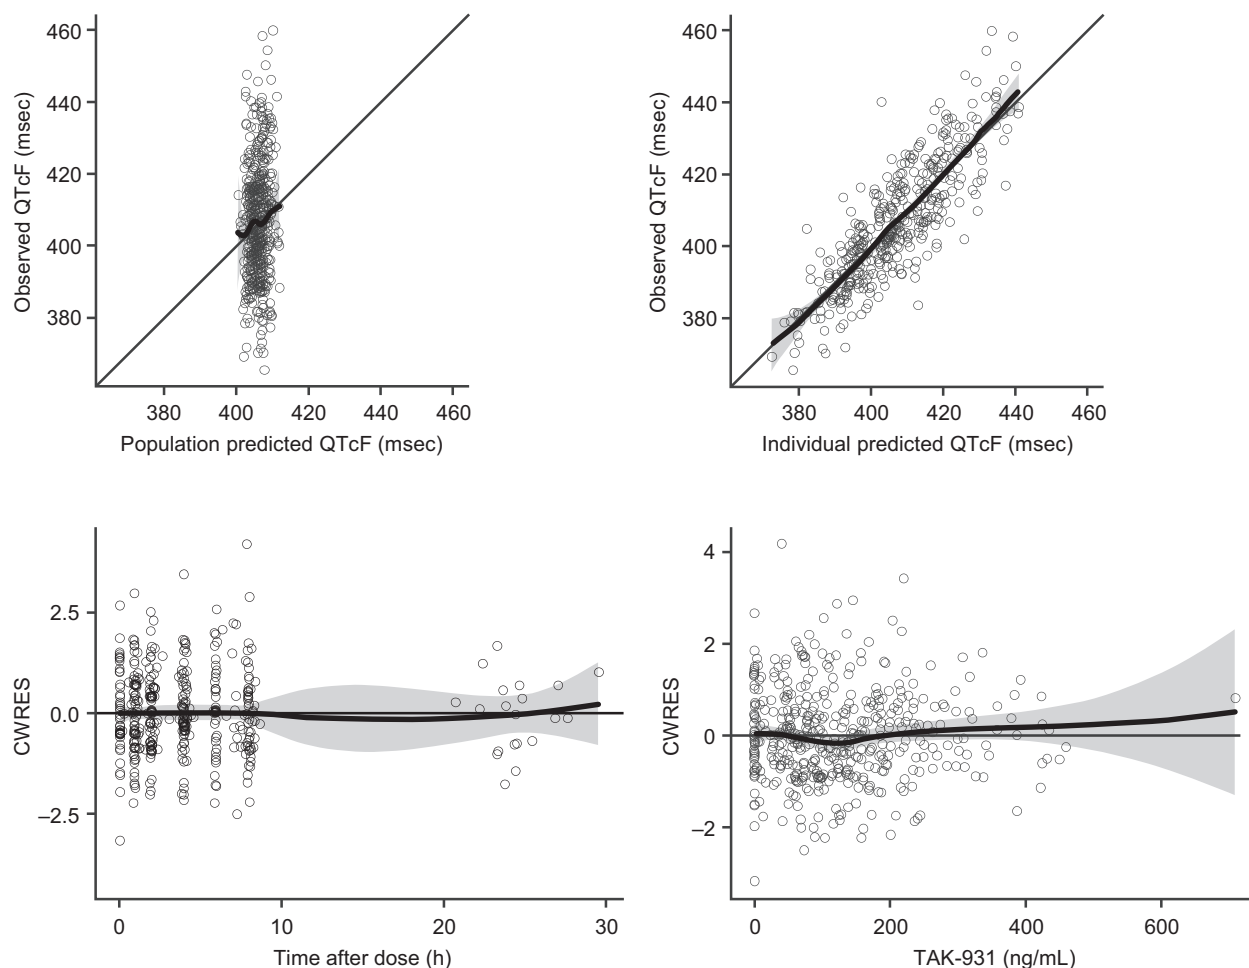 460
440
420
400
380
Observed QTcF (msec)
380 400 420 440 460
Population predicted QTcF (msec)
460
440
420
400
380
Observed QTcF (msec)
380 400 420 440 460
Individual predicted QTcF (msec)
2.5
0.0
–2.5
CWRES
0 10 20 30
Time after dose (h)
4
2
0
–2
CWRES
0 200 400 600
TAK-931 (ng/mL)